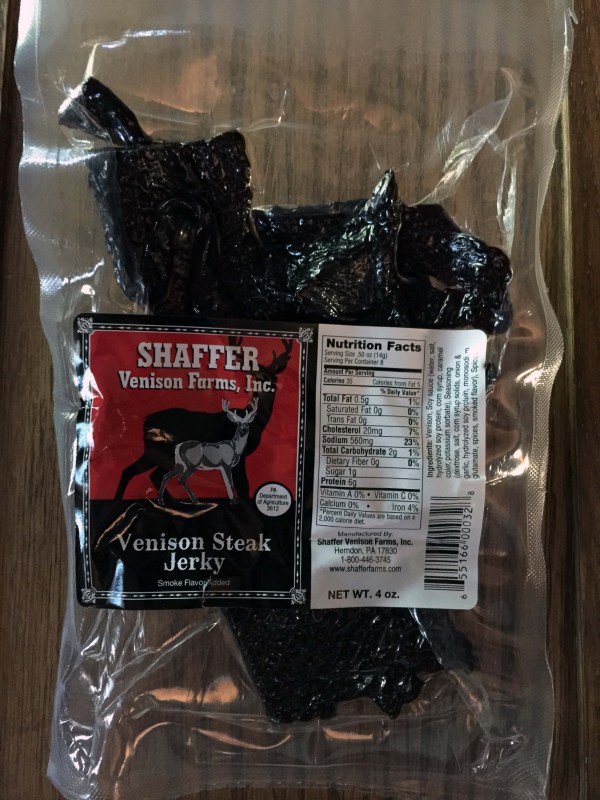 SHAFFER
Venison Farms, Inc.
PA
Department
of Agriculture
3612
Venison Steak
Jerky
Smoke Flavor Added
Nutrition Facts
Serving Size .50 oz (14g)
Serving Per Container 8
Amount Per Serving
Calories 35 Calories from Fat 5
% Daily Value*
Total Fat 0.5g 1%
Saturated Fat 0g 0%
Trans Fat 0g 0%
Cholesterol 20mg 7%
Sodium 560mg 23%
Total Carbohydrate 2g 1%
Dietary Fiber 0g 0%
Sugar 1g
Protein 6g
Vitamin A 0% • Vitamin C 0%
Calcium 0% • Iron 4%
*Percent Daily Values are based on a
2,000 calorie diet.
Manufactured By:
Shaffer Venison Farms, Inc.
Herndon, PA 17830
1-800-446-3745
www.shafferfarms.com
NET WT. 4 oz.
Ingredients: Venison, Soy sauce (water, salt,
hydrolyzed soy protein, corn syrup, caramel
color, potassium sorbate), Seasoning
(dextrose, salt, corn syrup solids, onion &
garlic, hydrolyzed soy protein, monosodium
glutamate, spices, smoked flavor),
6 55166 00032 8